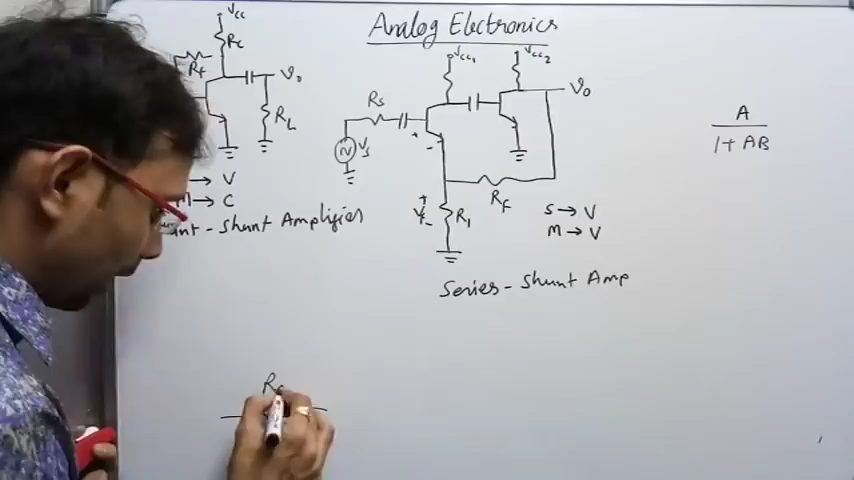 Analog Electronics
Vcc
Rc
Rf
Vo
RL
→ V
M → C
Shunt - Shunt Amplifier
Vcc1
Vcc2
Rs
Vs
+
-
Vo
RF
+
Vf
-
R1
S → V
M → V
Series - Shunt Amp
A
1 + AB